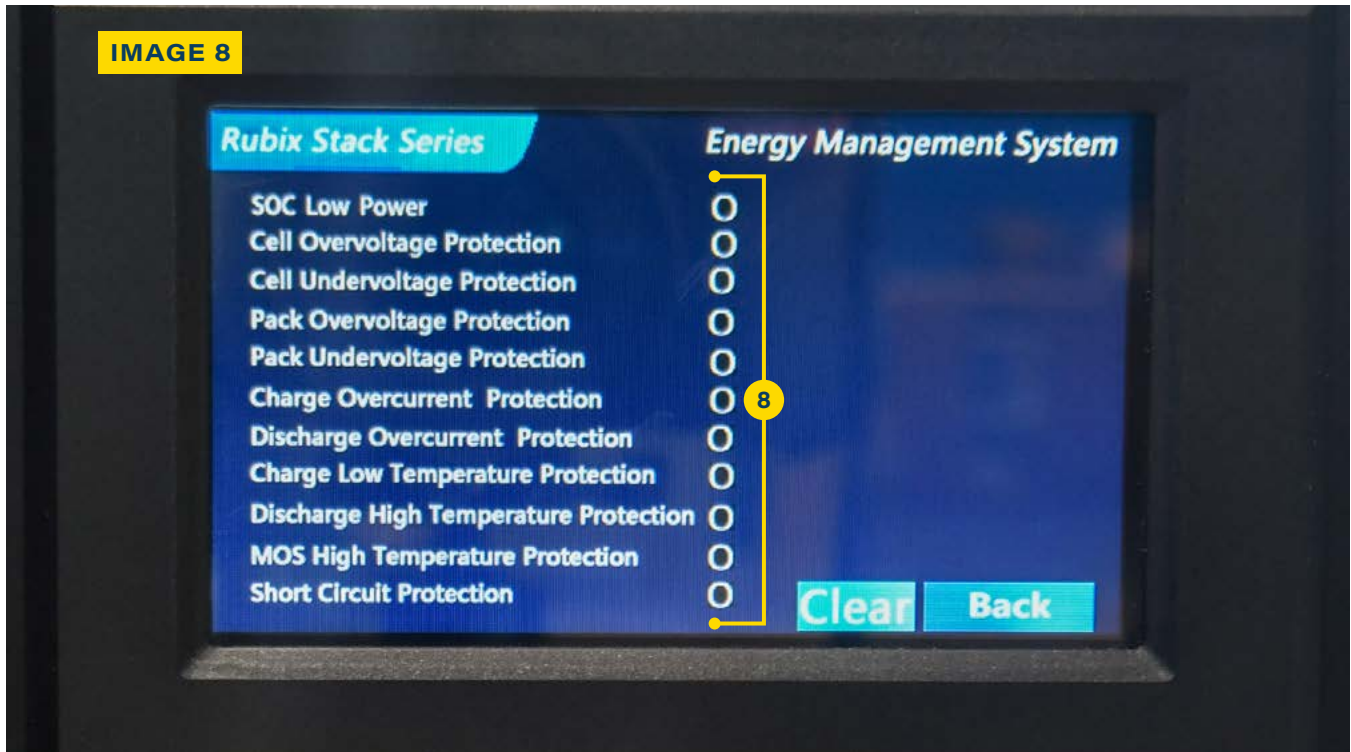 IMAGE 8
Rubix Stack Series Energy Management System
SOC Low Power O
Cell Overvoltage Protection O
Cell Undervoltage Protection O
Pack Overvoltage Protection O
Pack Undervoltage Protection O
Charge Overcurrent Protection O 8
Discharge Overcurrent Protection O
Charge Low Temperature Protection O
Discharge High Temperature Protection O
MOS High Temperature Protection O
Short Circuit Protection O
Clear Back